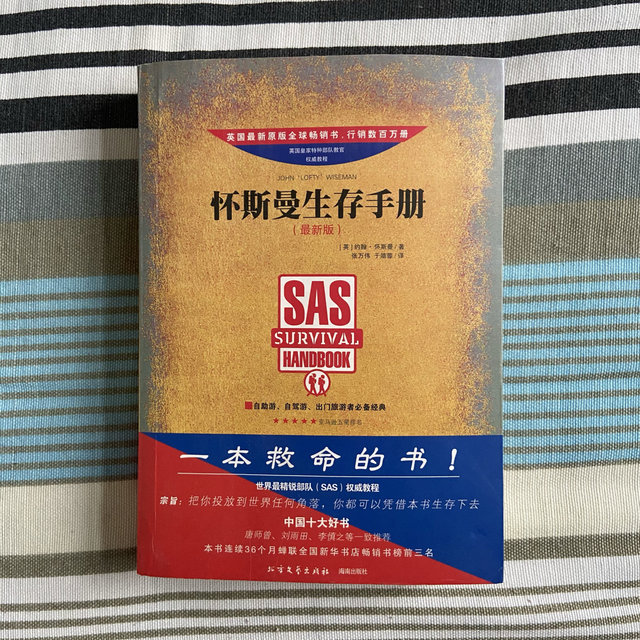 英国最新原版全球畅销书．行销数百万册
英国皇家特种部队教官
权威教程
JOHN "LOFTY" WISEMAN
怀斯曼生存手册
（最新版）
［英］约翰·怀斯曼／著
张万伟 于靖蓉／译
SAS
SURVIVAL
HANDBOOK
自助游、自驾游、出门旅游者必备经典
★★★★★亚马逊五星排名
一本救命的书！
世界最精锐部队（SAS）权威教程
宗旨：把你投放到世界任何角落，你都可以凭借本书生存下去
中国十大好书
唐师曾、刘雨田、李慎之等一致推荐
本书连续36个月蝉联全国新华书店畅销书榜前三名
北方文艺出版社 海南出版社